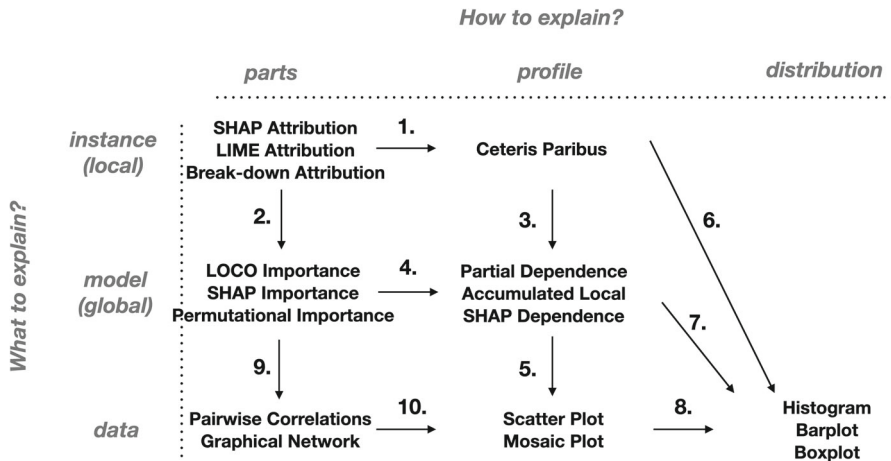 How to explain?
parts
profile
distribution
What to explain?
instance
(local)
SHAP Attribution
LIME Attribution
Break-down Attribution
1.
Ceteris Paribus
2.
3.
6.
model
(global)
LOCO Importance
SHAP Importance
Permutational Importance
4.
Partial Dependence
Accumulated Local
SHAP Dependence
7.
9.
5.
data
Pairwise Correlations
Graphical Network
10.
Scatter Plot
Mosaic Plot
8.
Histogram
Barplot
Boxplot